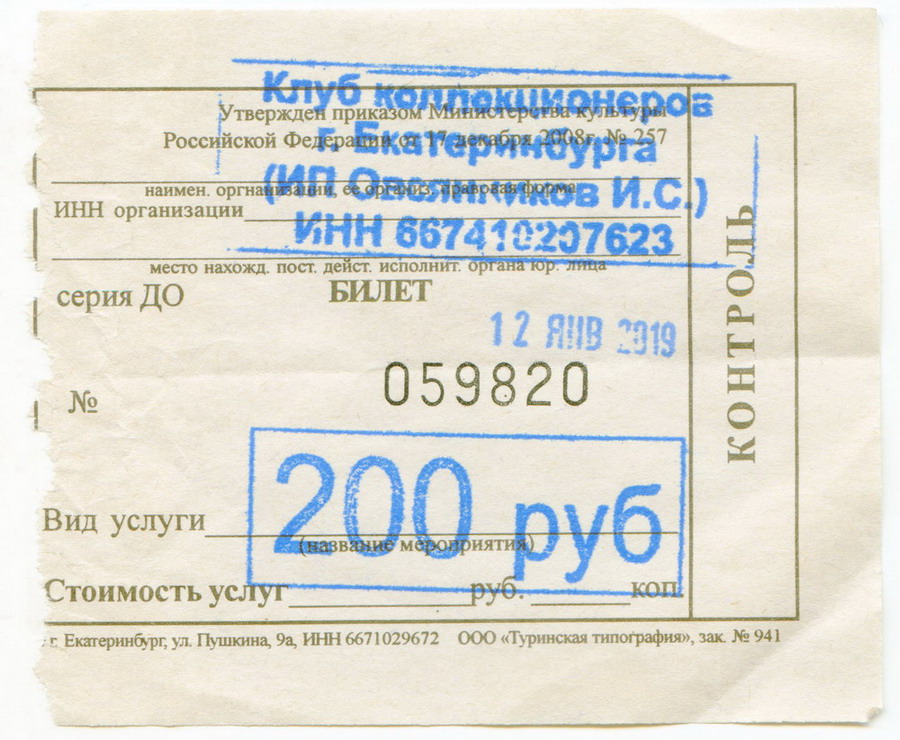 Клуб коллекционеров
Утвержден приказом Министерства культуры
Российской Федерации от 17 декабря 2008г. № 257
г. Екатеринбурга
(ИП Овсянников И.С.)
наимен. оргнанизации, ее организ, правовая форма
ИНН организации
ИНН 667410207623
место нахожд. пост. дейст. исполнит. органа юр. лица
серия ДО БИЛЕТ
12 ЯНВ 2019
№ 059820
КОНТРОЛЬ
200 руб
Вид услуги
(название мероприятия)
Стоимость услуг руб. коп.
г. Екатеринбург, ул. Пушкина, 9а, ИНН 6671029672 ООО «Туринская типография», зак. № 941